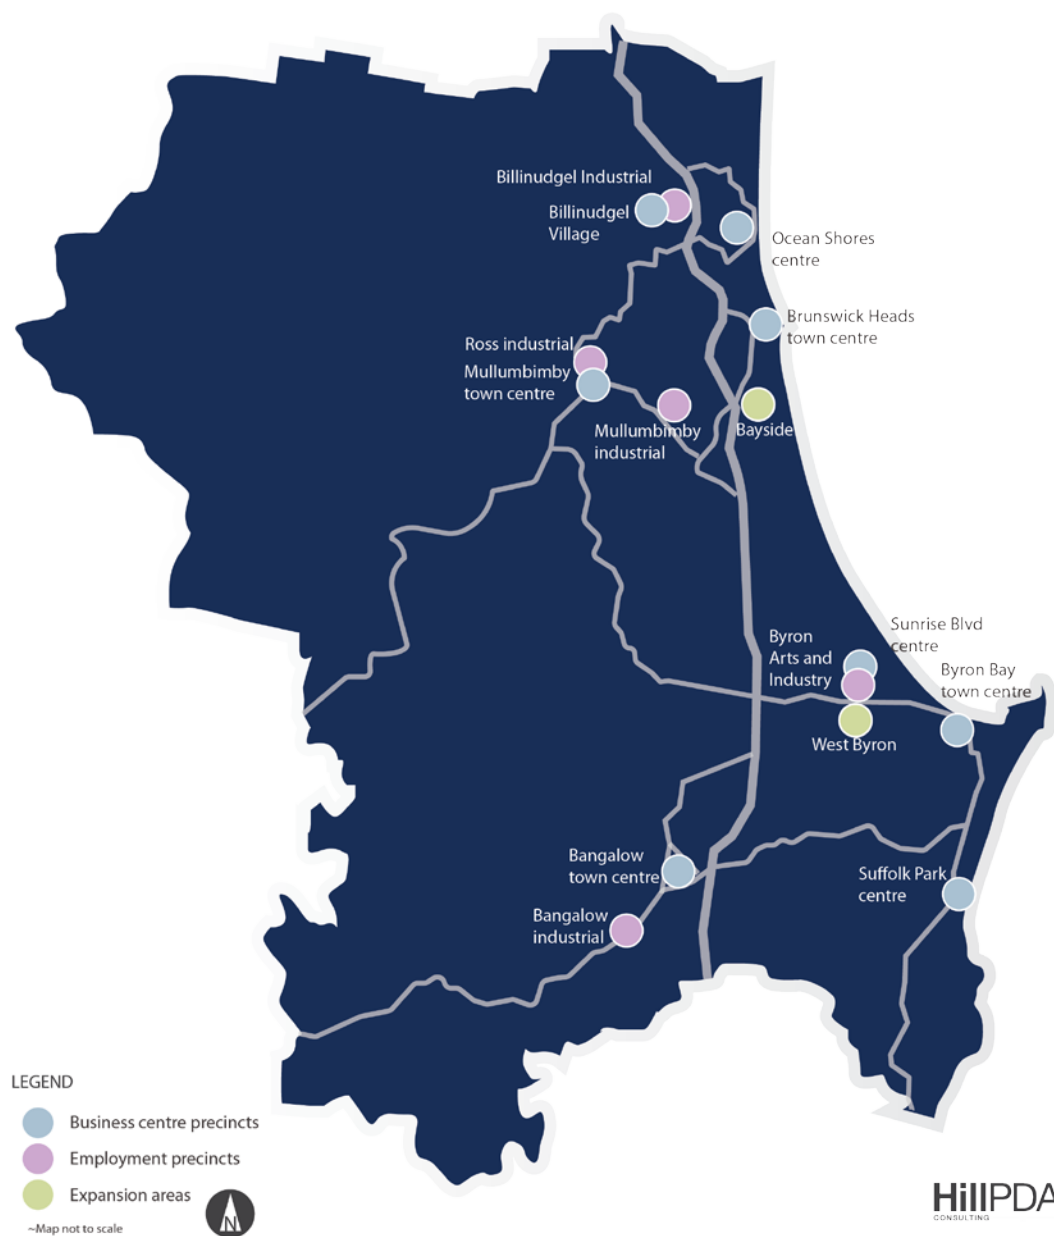 Billinudgel Industrial
Billinudgel
Village
Ocean Shores
centre
Brunswick Heads
town centre
Ross industrial
Mullumbimby
town centre
Mullumbimby
industrial
Bayside
Sunrise Blvd
centre
Byron
Arts and
Industry
Byron Bay
town centre
West Byron
Bangalow
town centre
Suffolk Park
centre
Bangalow
industrial
LEGEND
Business centre precincts
Employment precincts
Expansion areas
~Map not to scale
N
HillPDA
CONSULTING